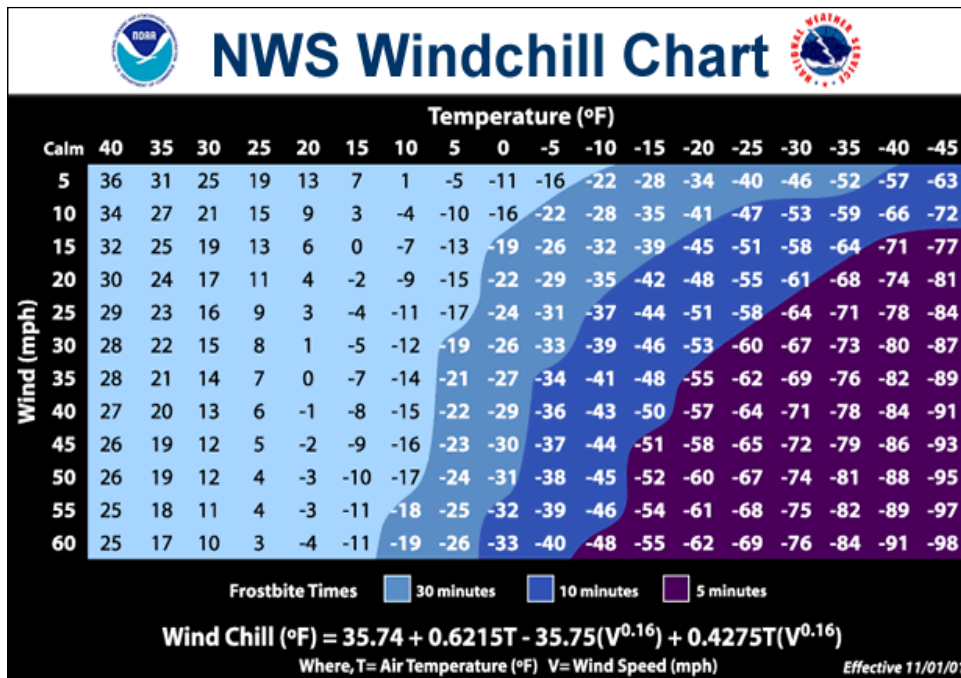 NOAA
NWS Windchill Chart
NATIONAL WEATHER SERVICE
Temperature (ºF)
Calm 40 35 30 25 20 15 10 5 0 -5 -10 -15 -20 -25 -30 -35 -40 -45
Wind (mph)
5 36 31 25 19 13 7 1 -5 -11 -16 -22 -28 -34 -40 -46 -52 -57 -63
10 34 27 21 15 9 3 -4 -10 -16 -22 -28 -35 -41 -47 -53 -59 -66 -72
15 32 25 19 13 6 0 -7 -13 -19 -26 -32 -39 -45 -51 -58 -64 -71 -77
20 30 24 17 11 4 -2 -9 -15 -22 -29 -35 -42 -48 -55 -61 -68 -74 -81
25 29 23 16 9 3 -4 -11 -17 -24 -31 -37 -44 -51 -58 -64 -71 -78 -84
30 28 22 15 8 1 -5 -12 -19 -26 -33 -39 -46 -53 -60 -67 -73 -80 -87
35 28 21 14 7 0 -7 -14 -21 -27 -34 -41 -48 -55 -62 -69 -76 -82 -89
40 27 20 13 6 -1 -8 -15 -22 -29 -36 -43 -50 -57 -64 -71 -78 -84 -91
45 26 19 12 5 -2 -9 -16 -23 -30 -37 -44 -51 -58 -65 -72 -79 -86 -93
50 26 19 12 4 -3 -10 -17 -24 -31 -38 -45 -52 -60 -67 -74 -81 -88 -95
55 25 18 11 4 -3 -11 -18 -25 -32 -39 -46 -54 -61 -68 -75 -82 -89 -97
60 25 17 10 3 -4 -11 -19 -26 -33 -40 -48 -55 -62 -69 -76 -84 -91 -98
Frostbite Times 30 minutes 10 minutes 5 minutes
Wind Chill (ºF) = 35.74 + 0.6215T - 35.75(V^0.16) + 0.4275T(V^0.16)
Where, T= Air Temperature (ºF) V= Wind Speed (mph)
Effective 11/01/01